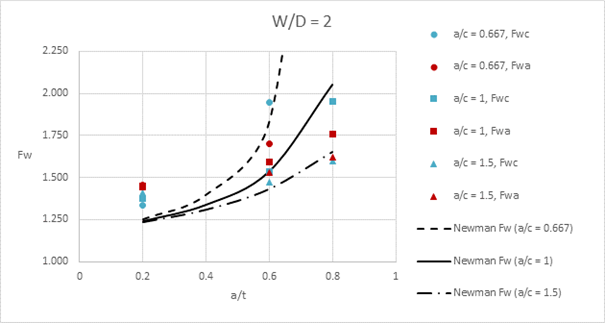 W/D = 2
2.250
2.000
1.750
1.500
1.250
1.000
Fw
0
0.2
0.4
0.6
0.8
1
a/t
a/c = 0.667, Fwc
a/c = 0.667, Fwa
a/c = 1, Fwc
a/c = 1, Fwa
a/c = 1.5, Fwc
a/c = 1.5, Fwa
Newman Fw (a/c = 0.667)
Newman Fw (a/c = 1)
Newman Fw (a/c = 1.5)